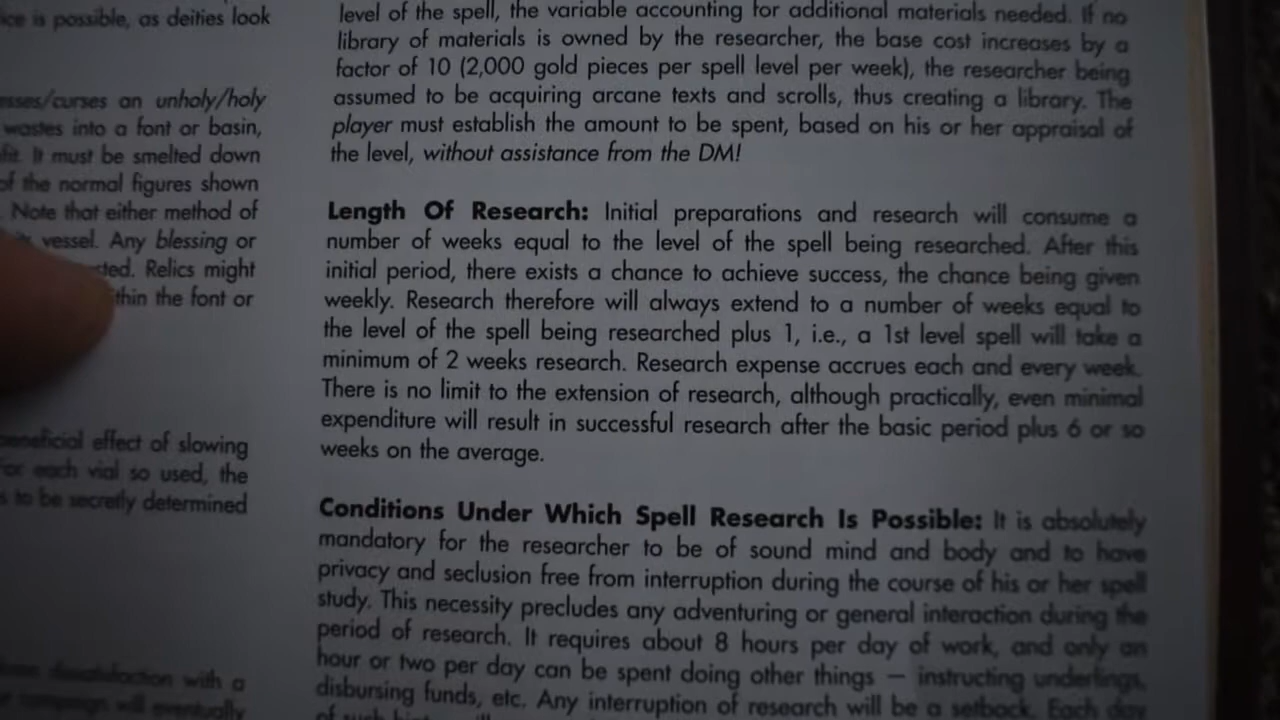 ce is possible, as deities look
esses/curses an unholy/holy
wastes into a font or basin,
fit. It must be smelted down
of the normal figures shown
. Note that either method of
vessel. Any blessing or
sted. Relics might
thin the font or
beneficial effect of slowing
For each vial so used, the
s to be secretly determined
with a
campaign will eventually
level of the spell, the variable accounting for additional materials needed. If no
library of materials is owned by the researcher, the base cost increases by a
factor of 10 (2,000 gold pieces per spell level per week), the researcher being
assumed to be acquiring arcane texts and scrolls, thus creating a library. The
player must establish the amount to be spent, based on his or her appraisal of
the level, without assistance from the DM!
Length Of Research: Initial preparations and research will consume a
number of weeks equal to the level of the spell being researched. After this
initial period, there exists a chance to achieve success, the chance being given
weekly. Research therefore will always extend to a number of weeks equal to
the level of the spell being researched plus 1, i.e., a 1st level spell will take a
minimum of 2 weeks research. Research expense accrues each and every week.
There is no limit to the extension of research, although practically, even minimal
expenditure will result in successful research after the basic period plus 6 or so
weeks on the average.
Conditions Under Which Spell Research Is Possible: It is absolutely
mandatory for the researcher to be of sound mind and body and to have
privacy and seclusion free from interruption during the course of his or her spell
study. This necessity precludes any adventuring or general interaction during the
period of research. It requires about 8 hours per day of work, and only an
hour or two per day can be spent doing other things — instructing underlings,
disbursing funds, etc. Any interruption of research will be a setback. Each day